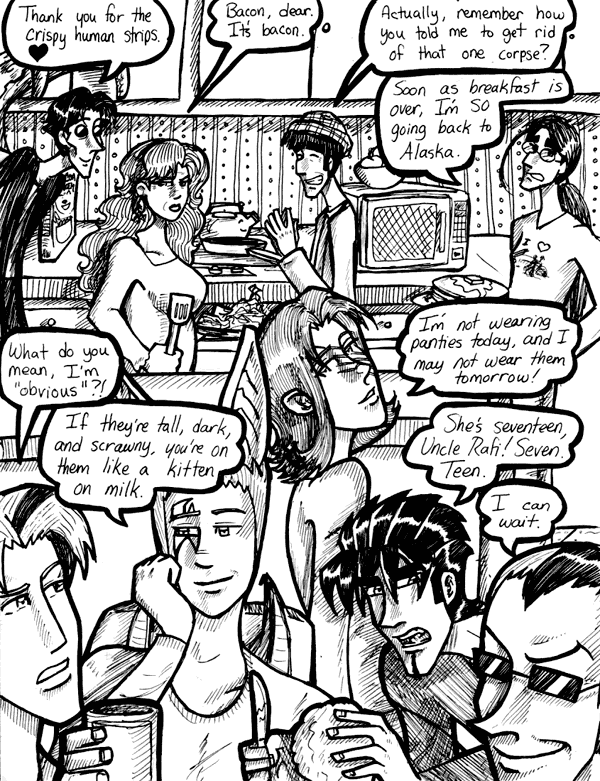 Thank you for the
Crispy human strips.
♥
Bacon, dear.
It's bacon.
Actually, remember how
you told me to get rid
of that one corpse?
Soon as breakfast is
over, I'm SO
going back to
Alaska.
I ♥
I'm not wearing
panties today, and I
may not wear them
tomorrow!
What do you
mean, I'm
"obvious"?!
If they're tall, dark,
and scrawny, you're on
them like a kitten
on milk.
She's seventeen,
Uncle Rafi! Seven.
Teen.
I can
wait.